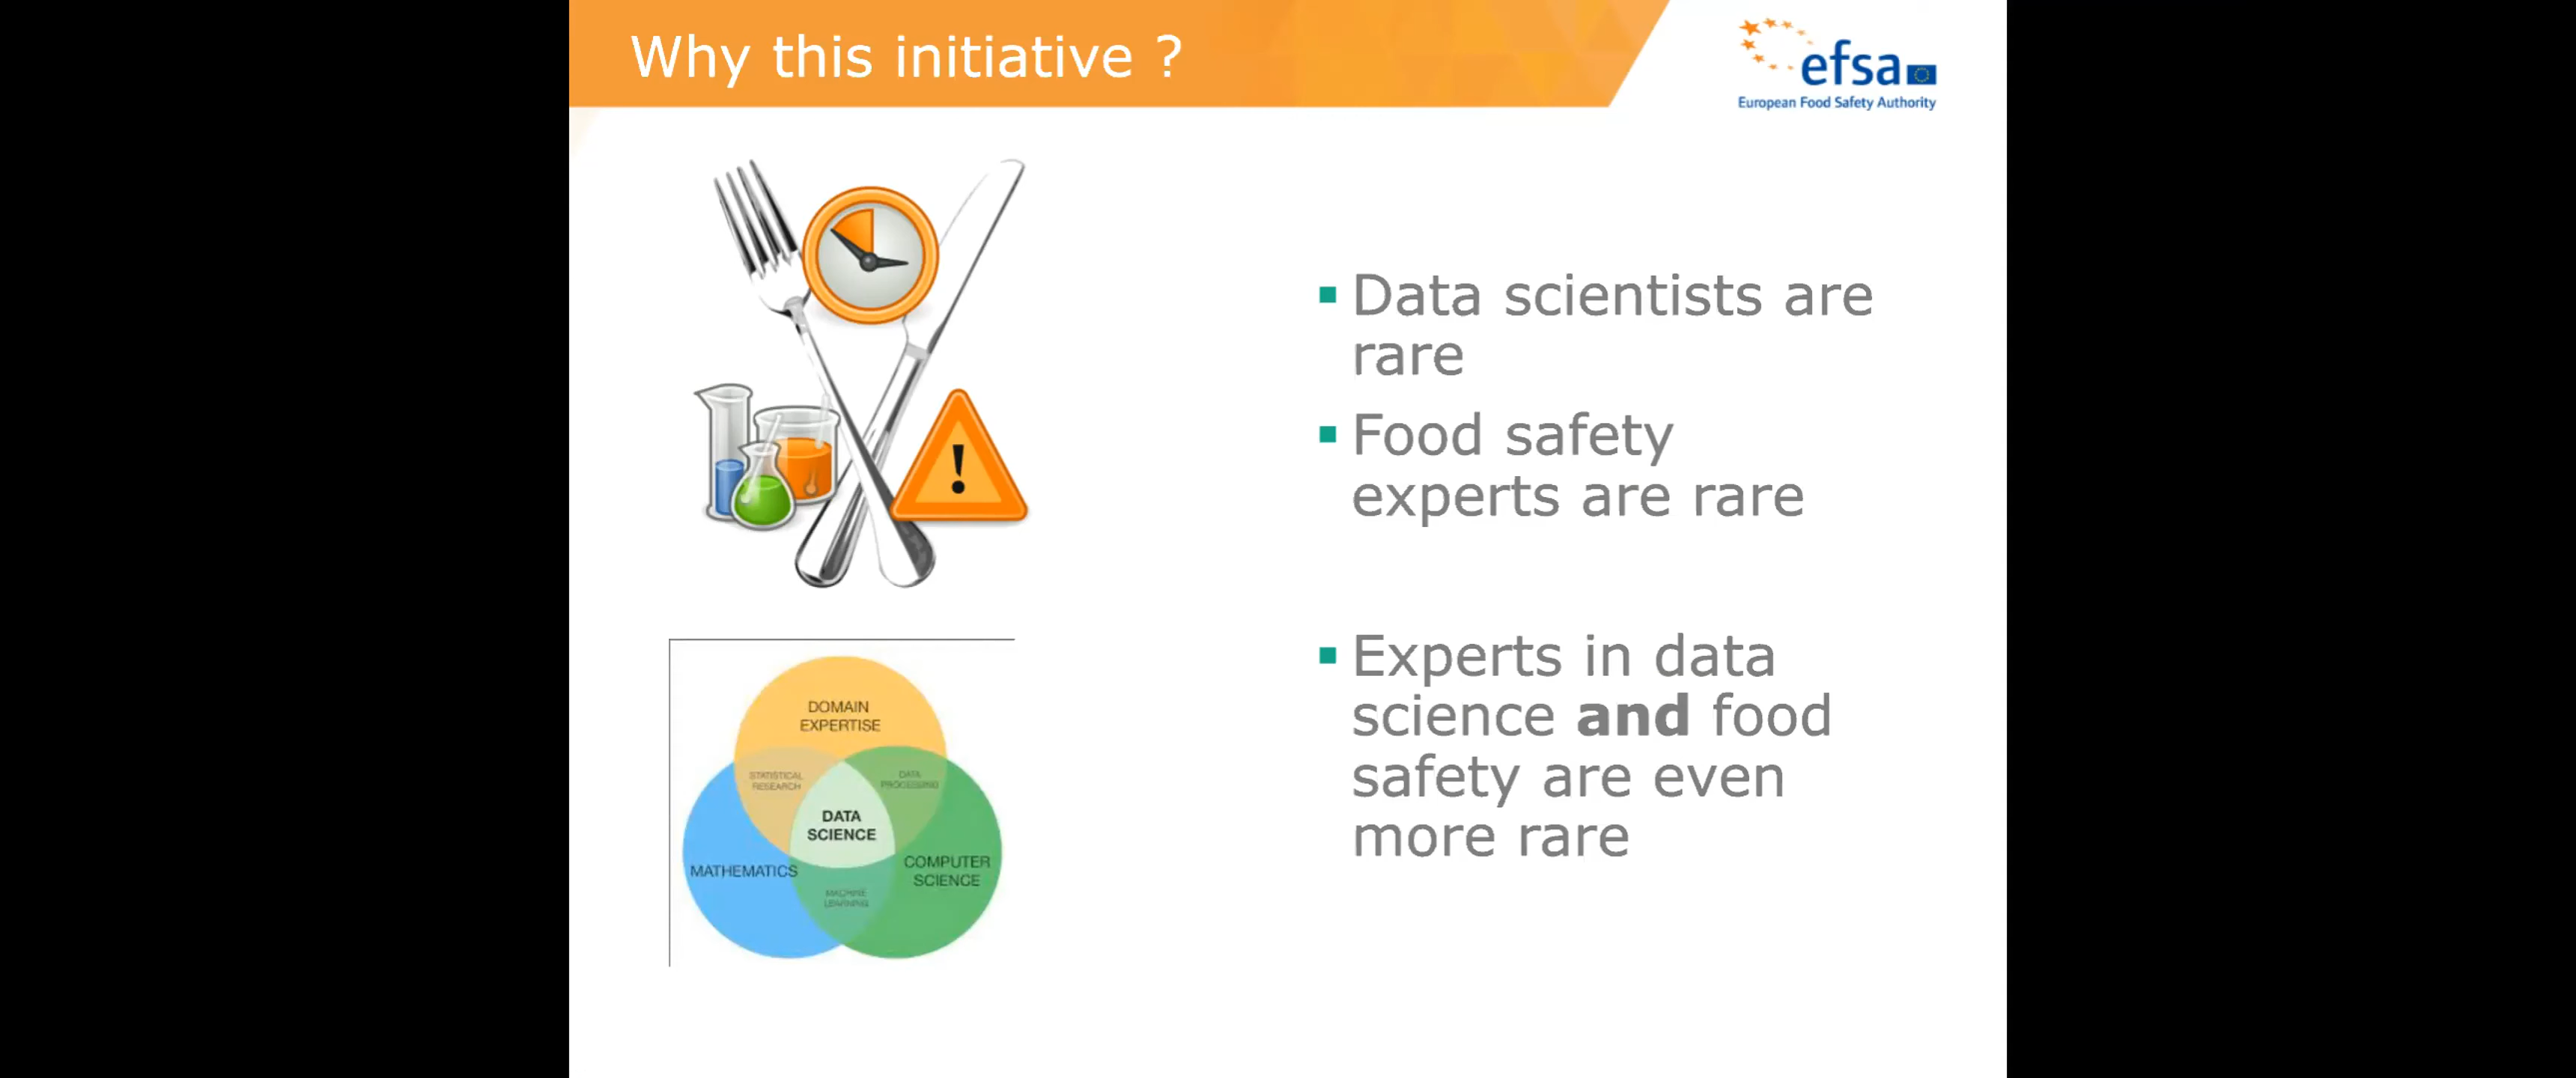 Why this initiative ?
efsa
European Food Safety Authority
Data scientists are
rare
Food safety
experts are rare
Experts in data
science and food
safety are even
more rare
DOMAIN
EXPERTISE
STATISTICAL
RESEARCH
DATA
PROCESSING
DATA
SCIENCE
MATHEMATICS
COMPUTER
SCIENCE
MACHINE
LEARNING